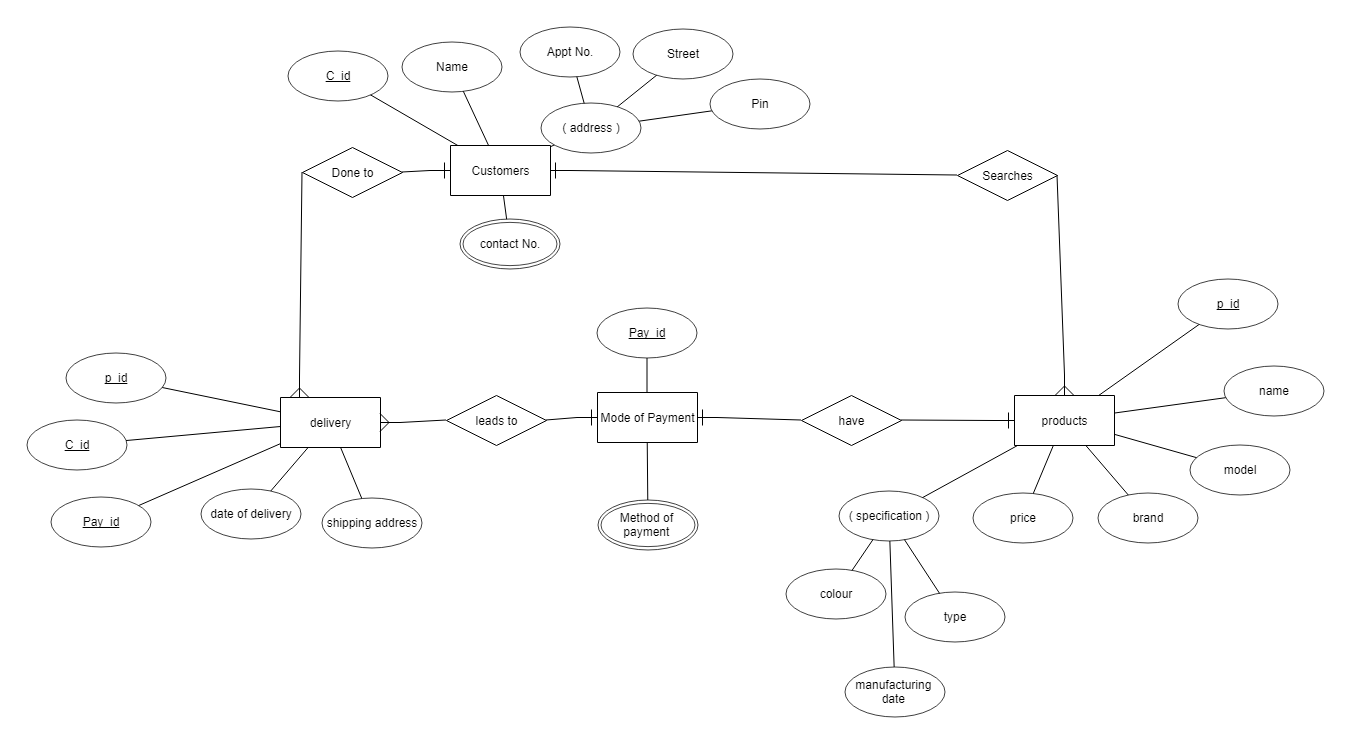 Appt No.
Street
Name
C_id
Pin
( address )
Done to
Customers
Searches
contact No.
p_id
Pay_id
p_id
name
delivery
leads to
Mode of Payment
have
products
C_id
model
Pay_id
date of delivery
shipping address
Method of
payment
( specification )
price
brand
colour
type
manufacturing
date